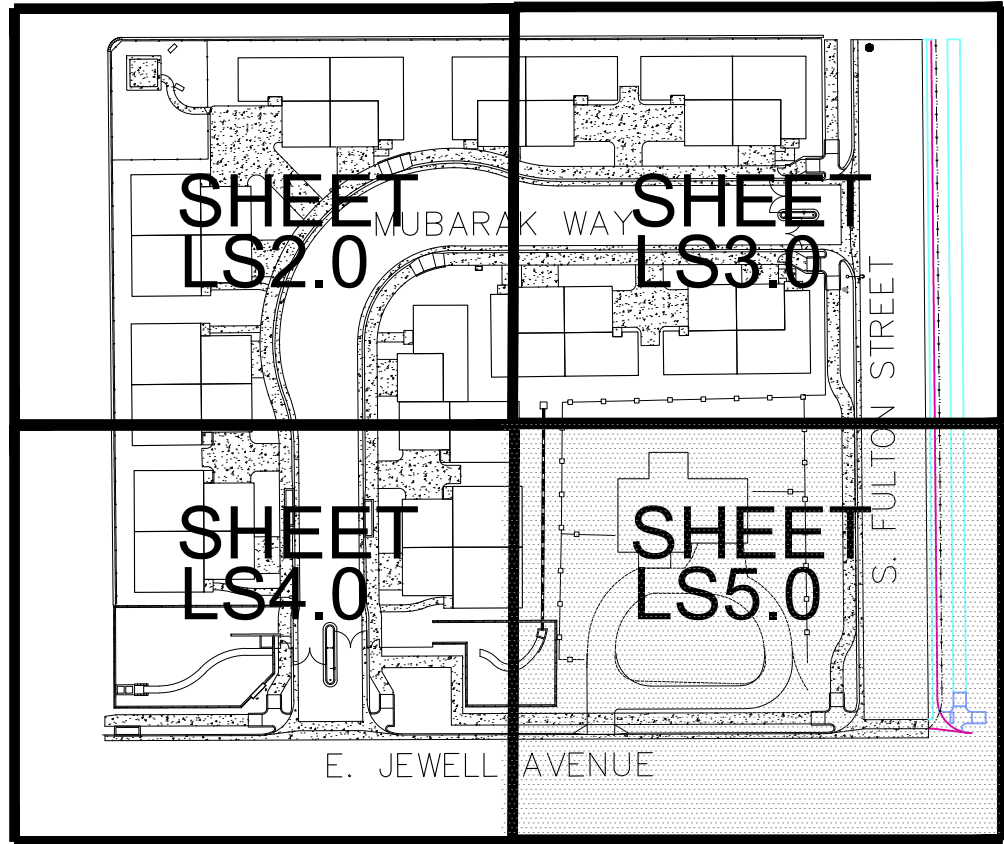 SHEET
LS2.0
SHEET
LS3.0
MUBARAK WAY
S. FULTON STREET
SHEET
LS4.0
SHEET
LS5.0
E. JEWELL AVENUE